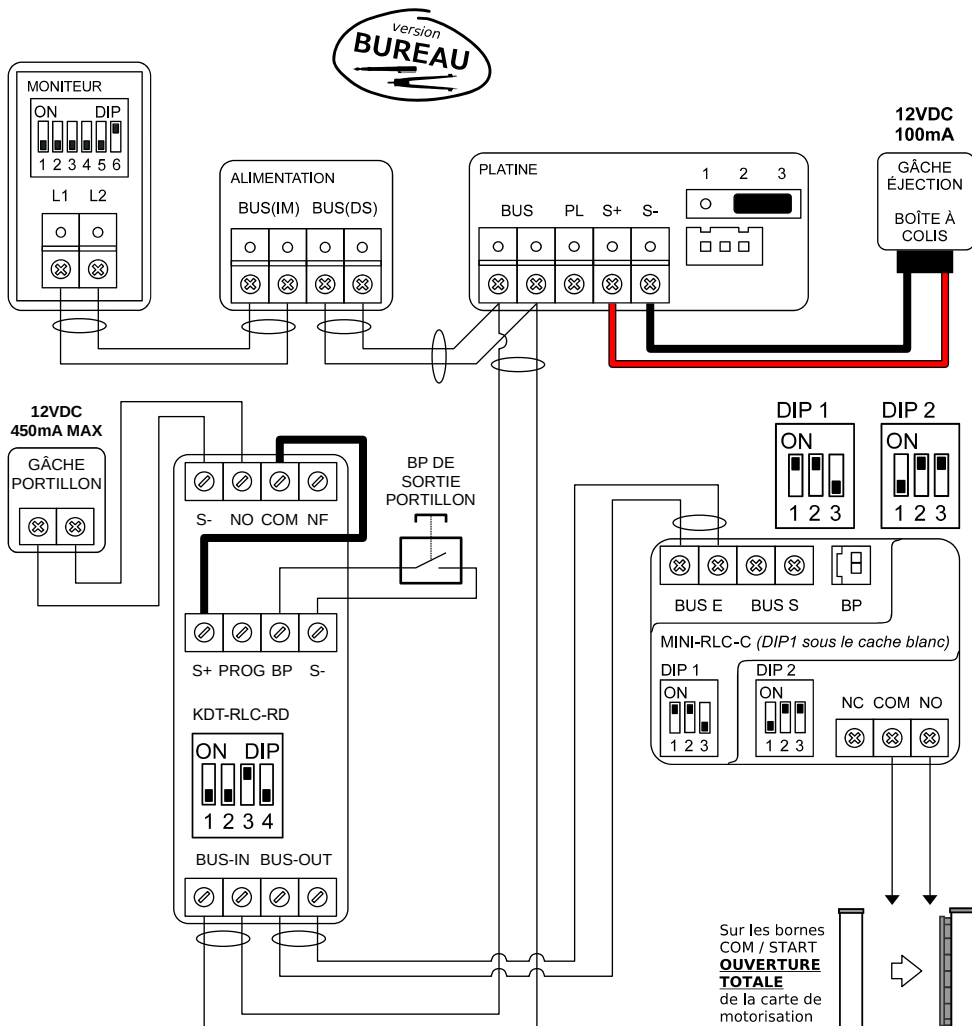 version
BUREAU
MONITEUR
ON DIP
1 2 3 4 5 6
L1 L2
ALIMENTATION
BUS(IM) BUS(DS)
PLATINE
1 2 3
BUS PL S+ S-
12VDC
100mA
GÂCHE
ÉJECTION
BOÎTE À
COLIS
12VDC
450mA MAX
GÂCHE
PORTILLON
S- NO COM NF
BP DE
SORTIE
PORTILLON
S+ PROG BP S-
KDT-RLC-RD
ON DIP
1 2 3 4
BUS-IN BUS-OUT
DIP 1
ON
1 2 3
DIP 2
ON
1 2 3
BUS E BUS S BP
MINI-RLC-C (DIP1 sous le cache blanc)
DIP 1
ON
1 2 3
DIP 2
ON
1 2 3
NC COM NO
Sur les bornes
COM / START
OUVERTURE
TOTALE
de la carte de
motorisation